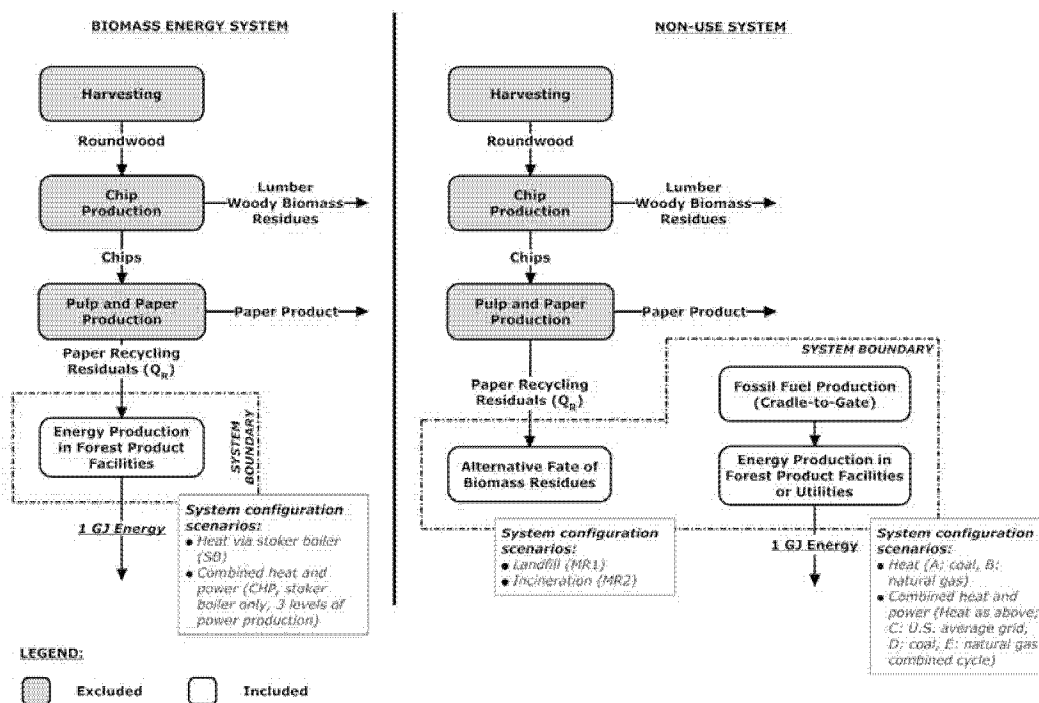 BIOMASS ENERGY SYSTEM
Harvesting
Roundwood
Chip
Production
Lumber
Woody Biomass
Residues
Chips
Pulp and Paper
Production
Paper Product
Paper Recycling
Residuals (QR)
Energy Production
in Forest Product
Facilities
SYSTEM
BOUNDARY
1 GJ Energy
System configuration
scenarios:
● Heat via stoker boiler
(SB)
● Combined heat and
power (CHP, stoker
boiler only, 3 levels of
power production)
NON-USE SYSTEM
Harvesting
Roundwood
Chip
Production
Lumber
Woody Biomass
Residues
Chips
Pulp and Paper
Production
Paper Product
SYSTEM BOUNDARY
Paper Recycling
Residuals (QR)
Alternative Fate of
Biomass Residues
Fossil Fuel Production
(Cradle-to-Gate)
Energy Production in
Forest Product Facilities
or Utilities
1 GJ Energy
System configuration
scenarios:
● Landfill (MR1)
● Incineration (MR2)
System configuration
scenarios:
● Heat (A: coal, B:
natural gas)
● Combined heat and
power (Heat as above;
C: U.S. average grid,
D: coal, E: natural gas
combined cycle)
LEGEND:
Excluded
Included